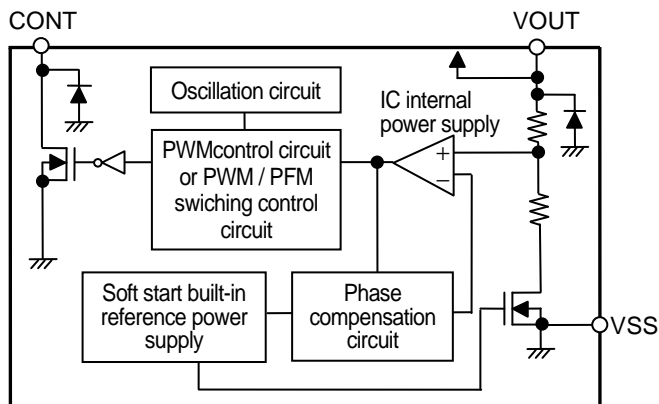 CONT
VOUT
Oscillation circuit
IC internal
power supply
PWMcontrol circuit
or PWM / PFM
swiching control
circuit
+
−
Soft start built-in
reference power
supply
Phase
compensation
circuit
VSS